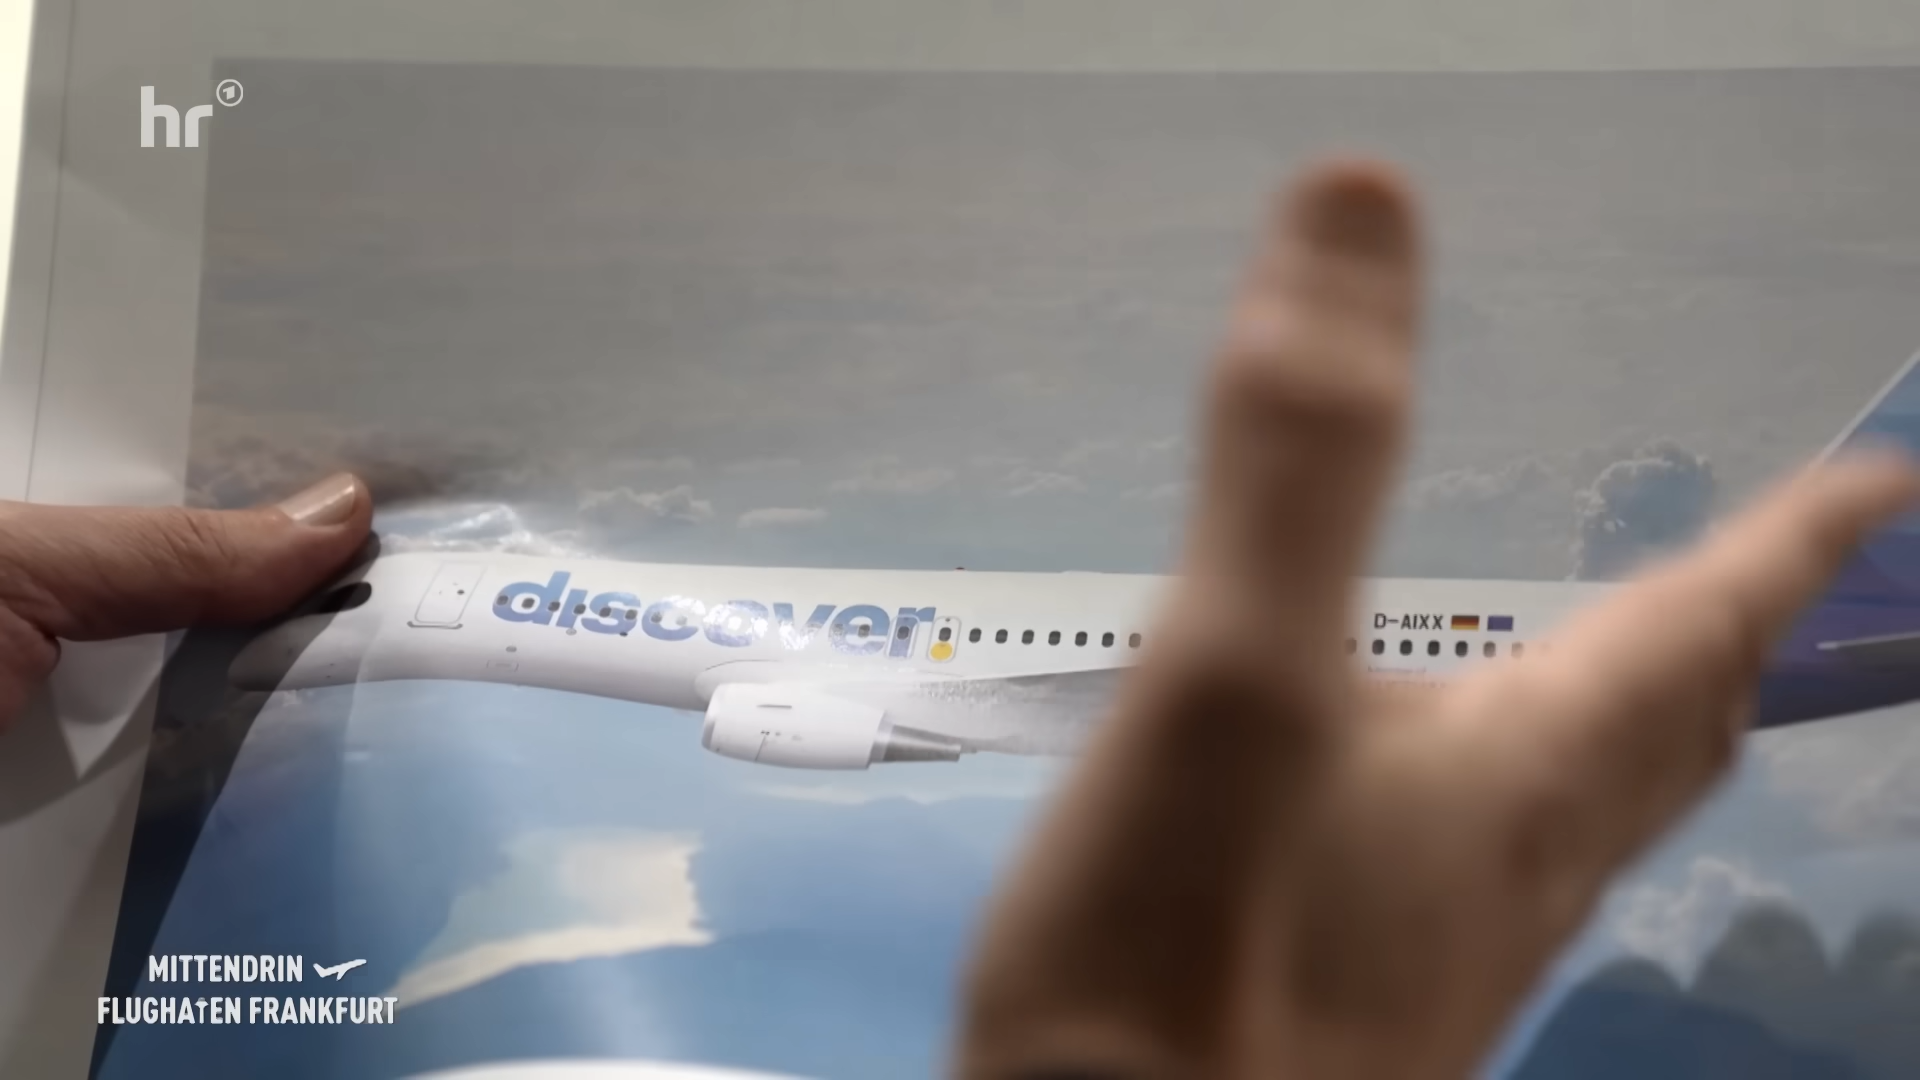 hr
discover
D-AIXX
MITTENDRIN
FLUGHAFEN FRANKFURT